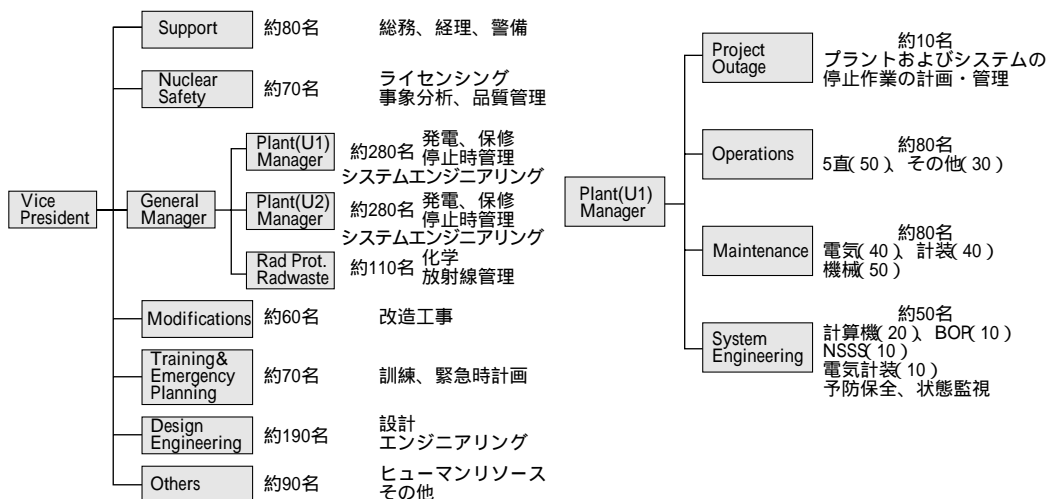 Support 約80名 総務、経理、警備
Nuclear
Safety
約70名
ライセンシング
事象分析、品質管理
Vice
President
General
Manager
Plant(U1)
Manager
約280名
発電、保修
停止時管理
システムエンジニアリング
Plant(U2)
Manager
約280名
発電、保修
停止時管理
システムエンジニアリング
Rad Prot.
Radwaste
約110名
化学
放射線管理
Modifications 約60名 改造工事
Training&
Emergency
Planning
約70名 訓練、緊急時計画
Design
Engineering
約190名
設計
エンジニアリング
Others 約90名
ヒューマンリソース
その他
Plant(U1)
Manager
Project
Outage
約10名
プラントおよびシステムの
停止作業の計画・管理
Operations
約80名
5直(50)、その他(30)
Maintenance
約80名
電気(40)、計装(40)
機械(50)
System
Engineering
約50名
計算機(20)、BOP(10)
NSSS(10)
電気計装(10)
予防保全、状態監視